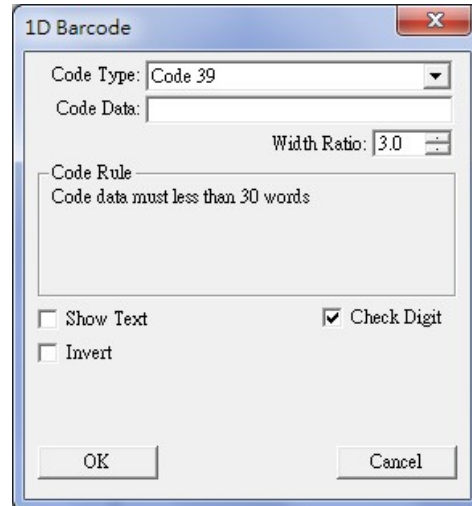 1D Barcode
Code Type: Code 39
Code Data:
Width Ratio: 3.0
Code Rule
Code data must less than 30 words
Show Text
Check Digit
Invert
OK
Cancel